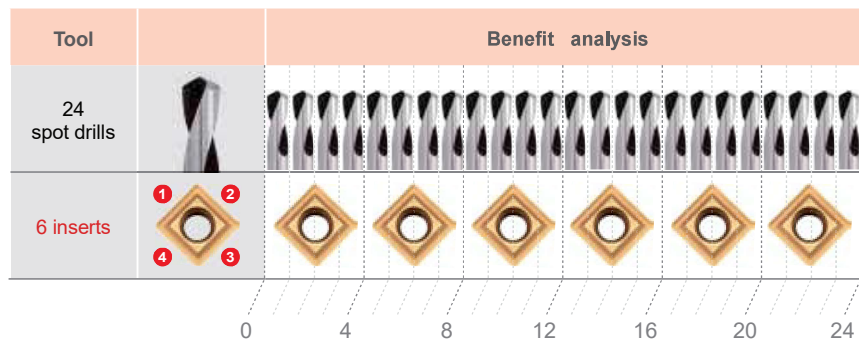 Tool
Benefit analysis
24
spot drills
6 inserts
1
2
4
3
0 4 8 12 16 20 24